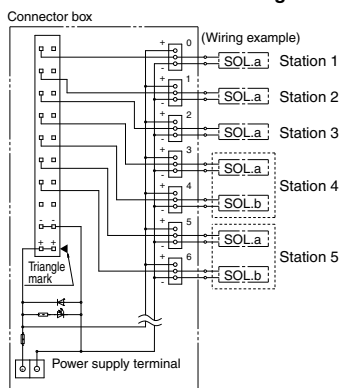 Connector box
(Wiring example)
+ 0 -
SOL.a Station 1
+ 1 -
SOL.a Station 2
+ 2 -
SOL.a Station 3
+ 3 -
SOL.a
Station 4
+ 4 -
SOL.b
+ 5 -
SOL.a
Station 5
+ 6 -
SOL.b
- -
+ +
Triangle
mark
Power supply terminal